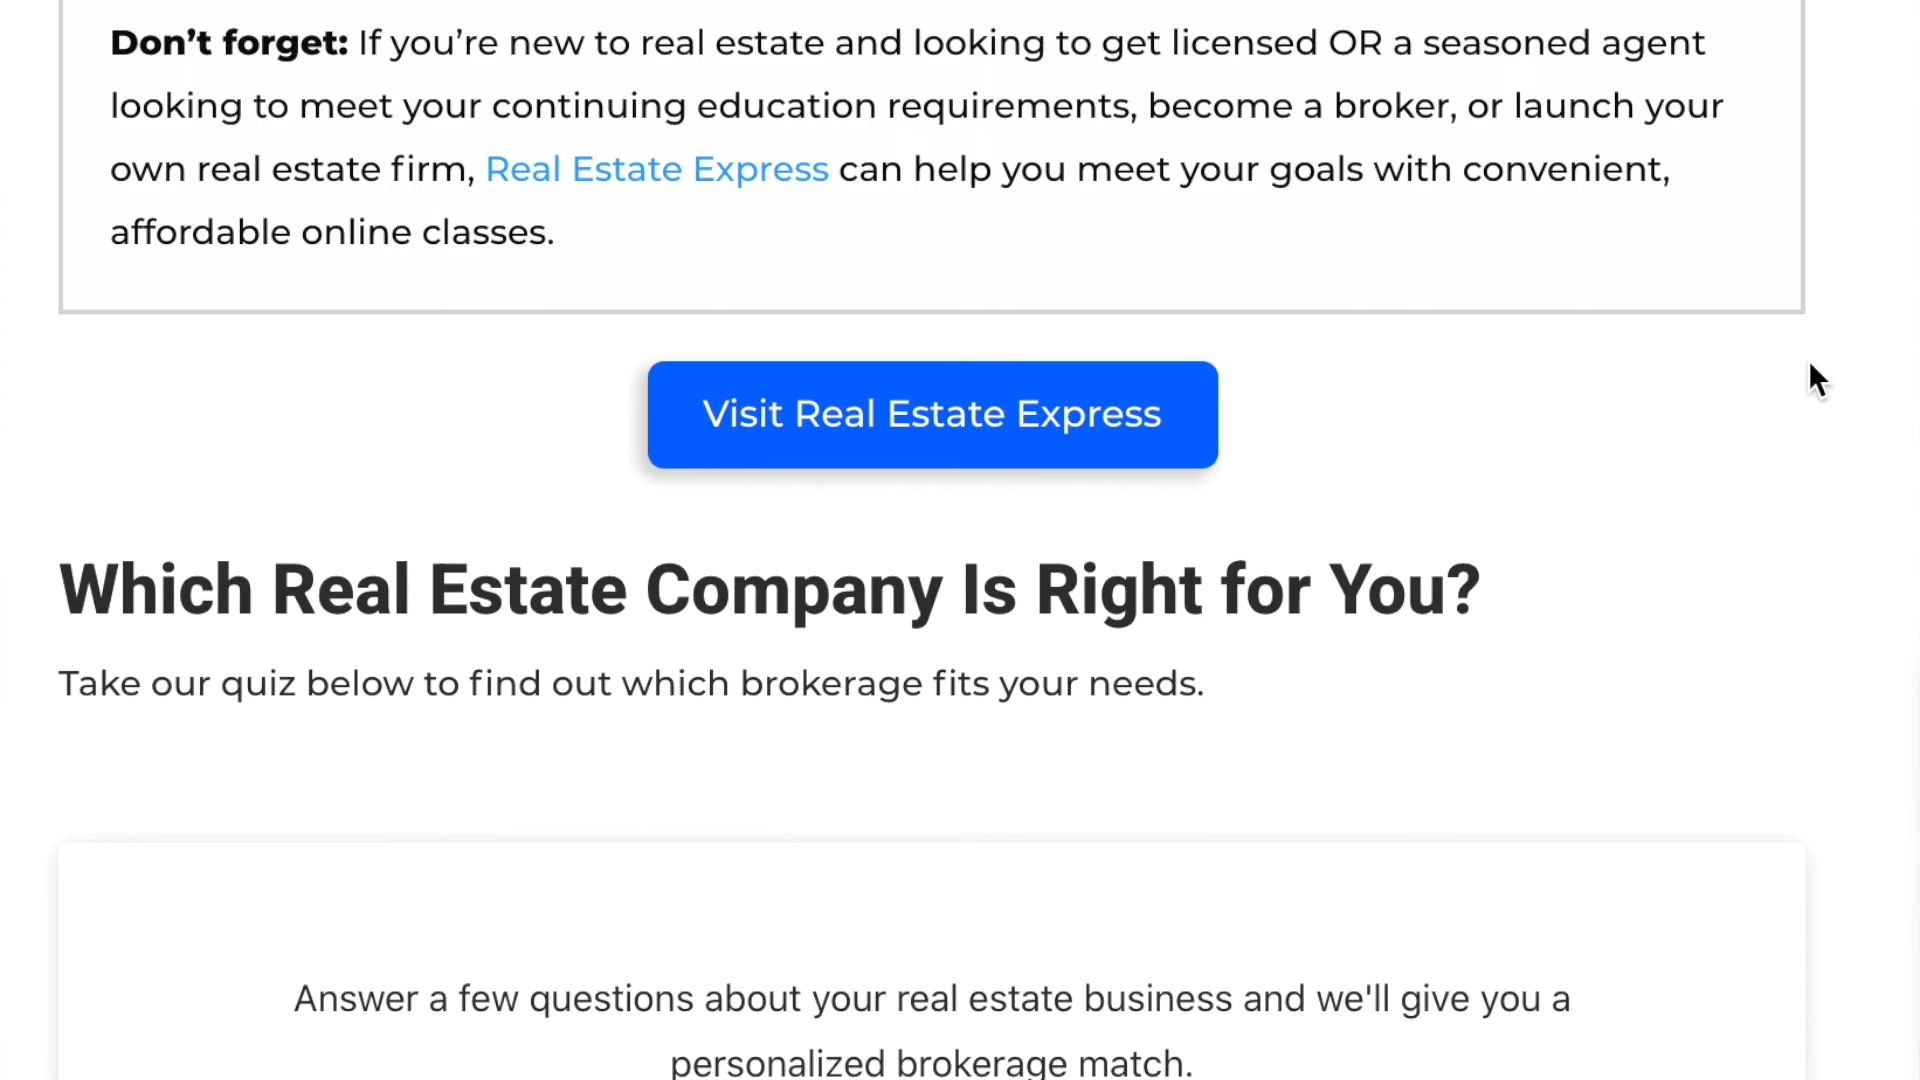 Don’t forget: If you’re new to real estate and looking to get licensed OR a seasoned agent
looking to meet your continuing education requirements, become a broker, or launch your
own real estate firm, Real Estate Express can help you meet your goals with convenient,
affordable online classes.
Visit Real Estate Express
Which Real Estate Company Is Right for You?
Take our quiz below to find out which brokerage fits your needs.
Answer a few questions about your real estate business and we'll give you a
personalized brokerage match.